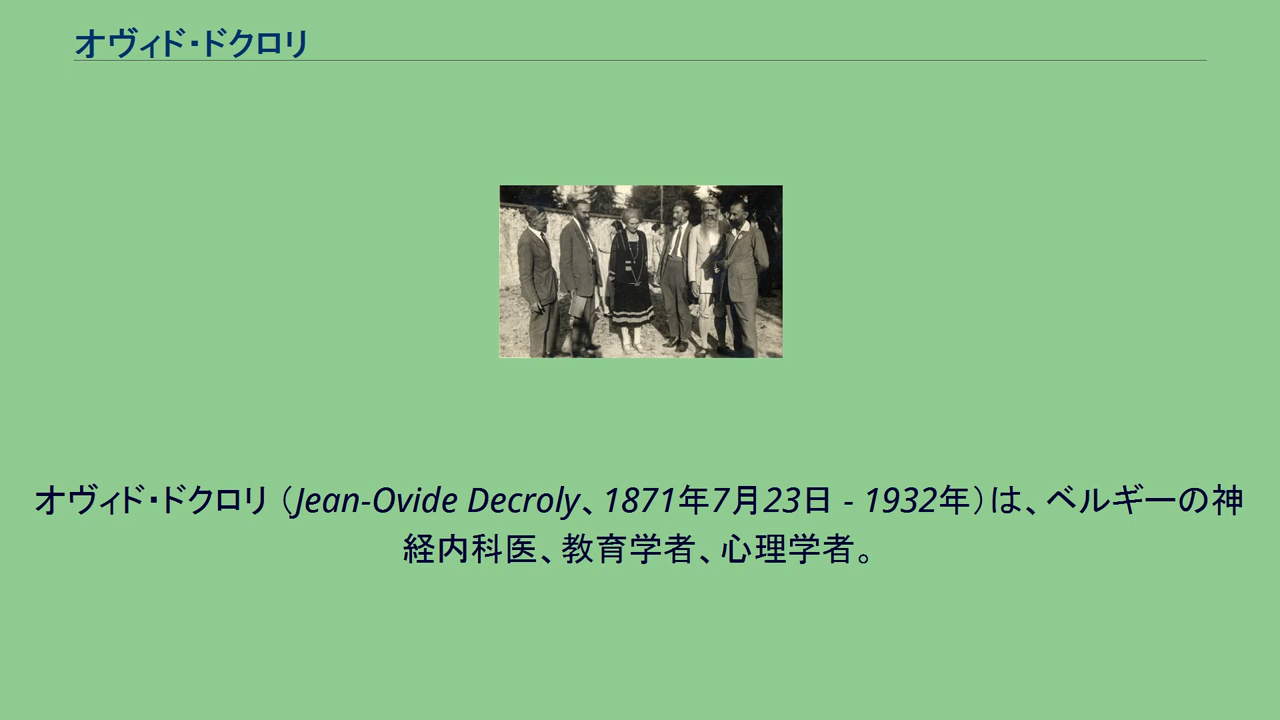 オヴィド・ドクロリ
オヴィド・ドクロリ（Jean-Ovide Decroly、1871年7月23日 - 1932年）は、ベルギーの神
経内科医、教育学者、心理学者。